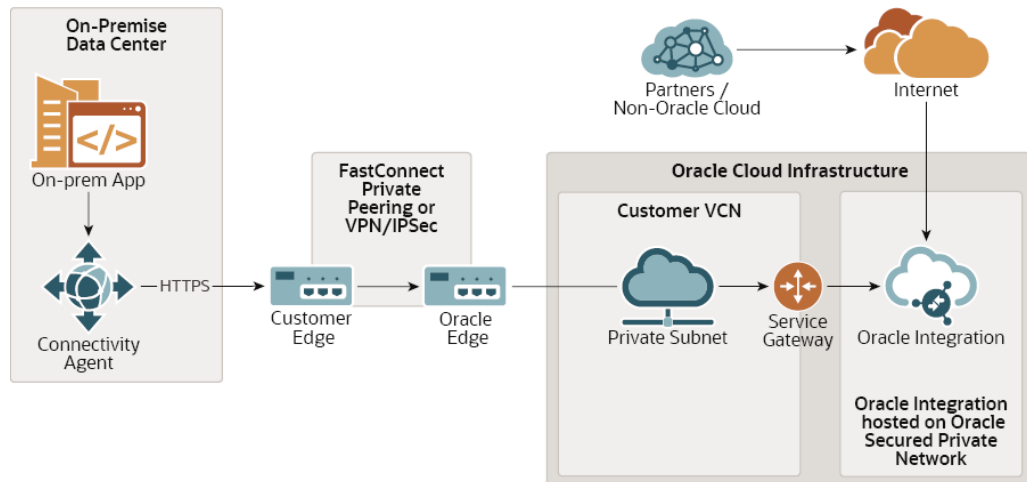 On-Premise
Data Center
On-prem App
Connectivity
Agent
HTTPS
FastConnect
Private
Peering or
VPN/IPSec
Customer
Edge
Oracle
Edge
Partners /
Non-Oracle Cloud
Internet
Oracle Cloud Infrastructure
Customer VCN
Private Subnet
Service
Gateway
Oracle Integration
Oracle Integration
hosted on Oracle
Secured Private
Network